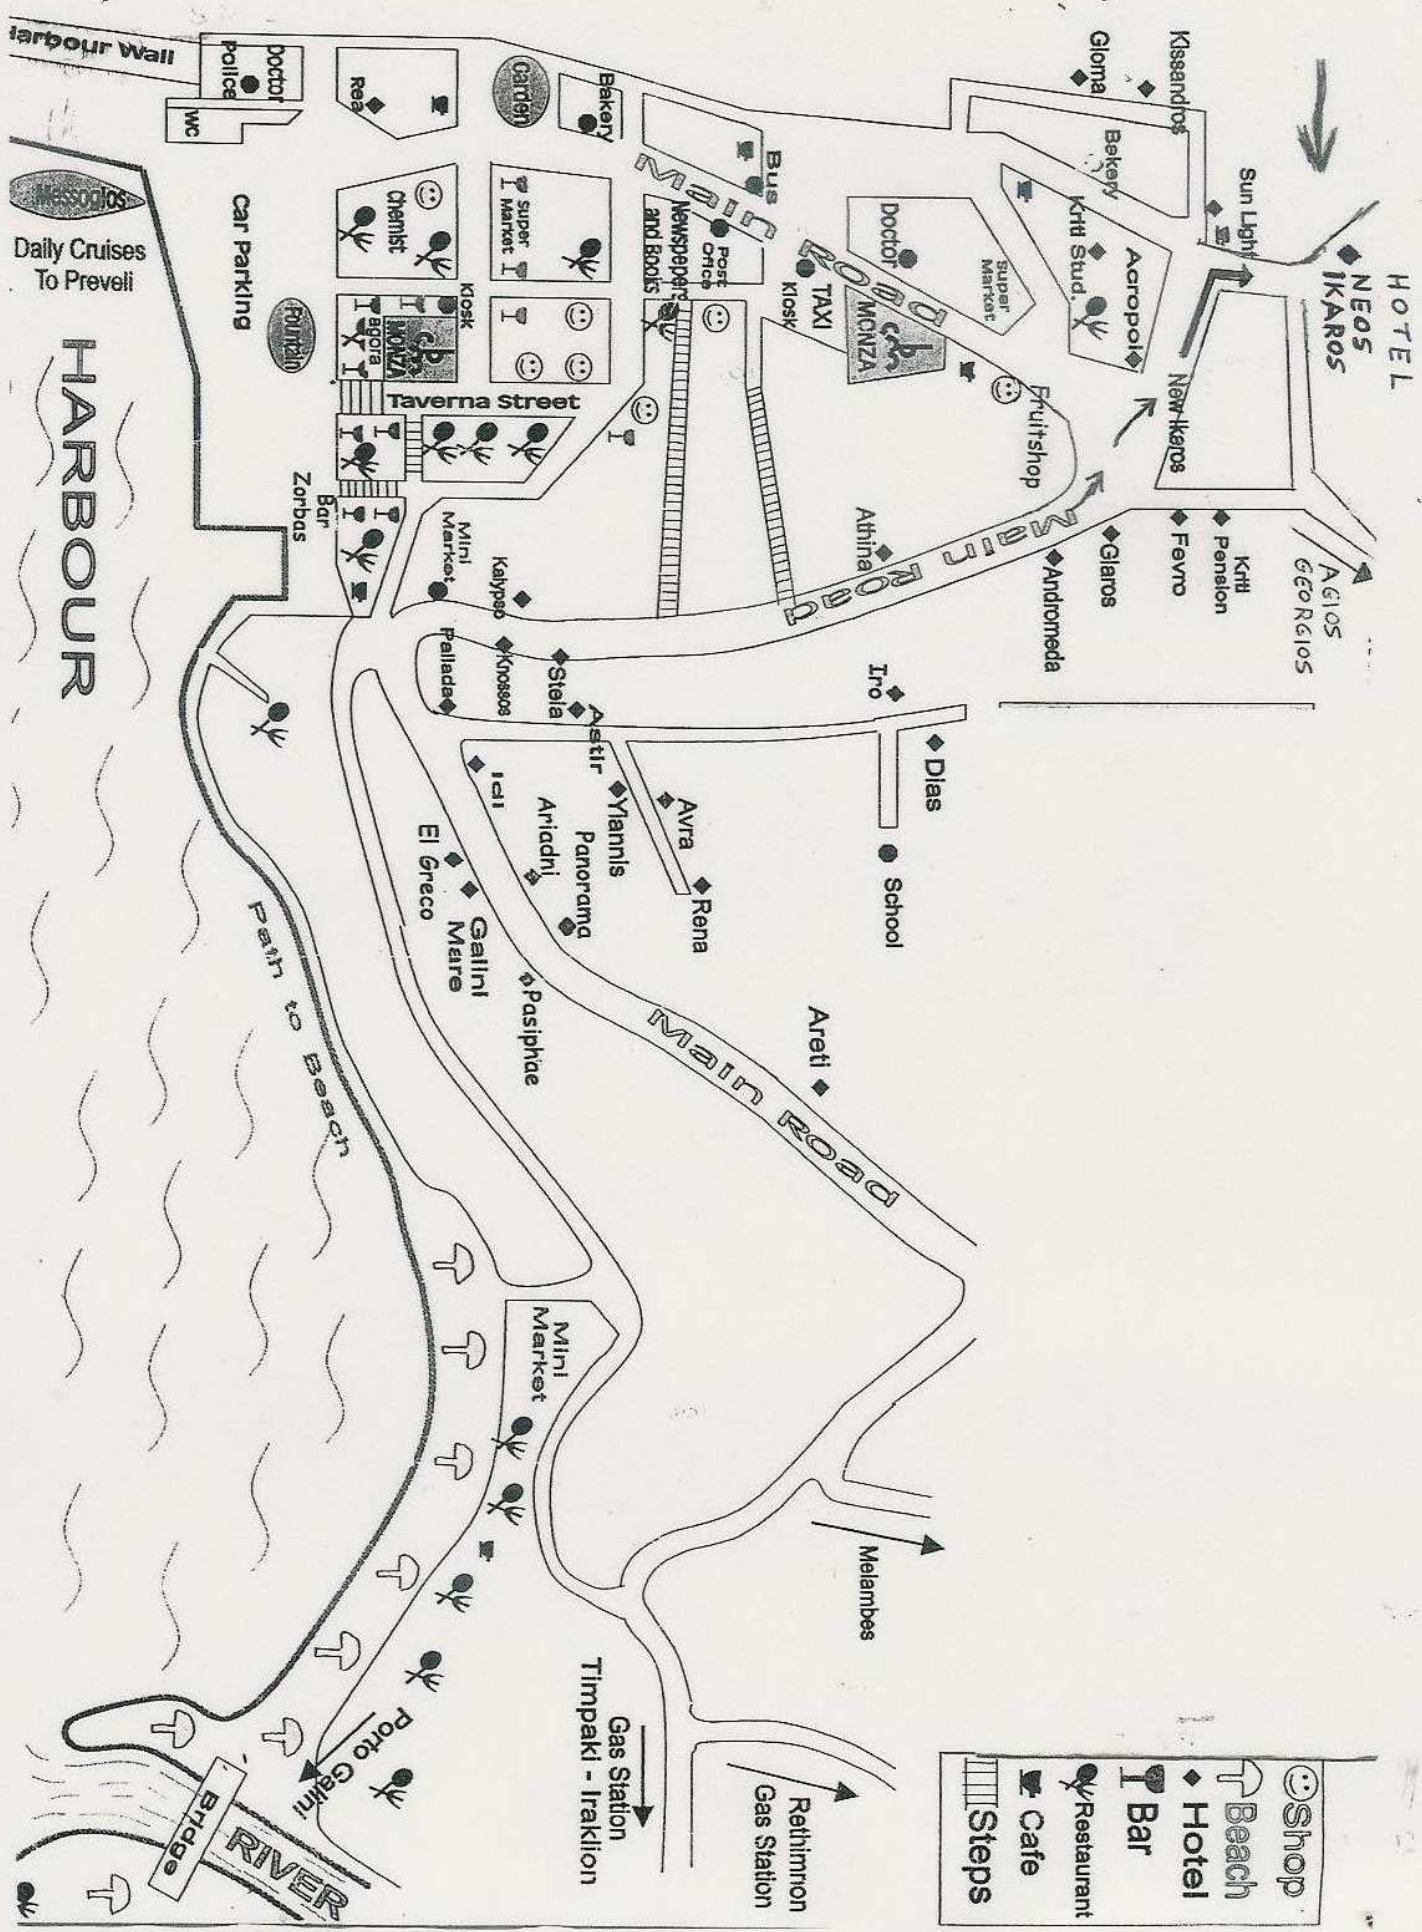 HOTEL
NEOS
IKAROS
AGIOS
GEORGIOS
Kissandros
Gloma
Sun Light
Bakery
Kriti Stud.
Acropol
New Ikaros
Kriti
Pension
Fevro
Glaros
Andromeda
Fruitshop
Super
Market
Doctor
MONZA
TAXI
Kiosk
Bus
Post
Office
Newspepers
and Books
Main Road
Main Road
Athina
Iro
Dias
School
Bakery
Garden
Super
Market
Taverna Street
Rea
Chemist
Kiosk
MONZA
agora
Fountain
Doctor
Police
WC
Harbour Wall
Car Parking
Messogios
Daily Cruises
To Preveli
HARBOUR
Bar
Zorbas
Mini
Market
Kalypso
Pallada
Knossos
Stela
Astir
Yiannis
Avra
Rena
Idi
Ariadni
Panorama
El Greco
Galini
Mare
Pasiphae
Areti
Main Road
Path to Beach
Mini
Market
Melambes
Rethimnon
Gas Station
Gas Station
Timpaki - Iraklion
Porto Galini
Bridge
RIVER
Shop
Beach
Hotel
Bar
Restaurant
Cafe
Steps